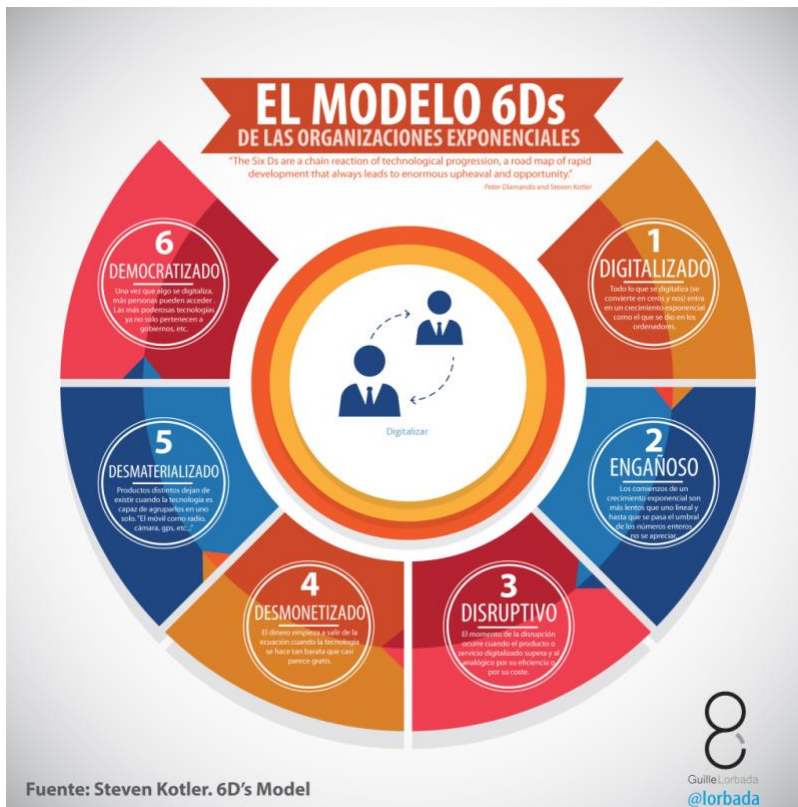 EL MODELO 6Ds
DE LAS ORGANIZACIONES EXPONENCIALES
"The Six Ds are a chain reaction of technological progression, a road map of rapid
development that always leads to enormous upheaval and opportunity."
Peter Diamandis and Steven Kotler
1
DIGITALIZADO
Todo lo que se digitaliza (se
convierte en ceros y nos) entra
en un crecimiento exponencial
como el que se dio en los
ordenadores.
2
ENGAÑOSO
Los comienzos de un
crecimiento exponencial son
más lentos que uno lineal y
hasta que se pasa el umbral
de los números enteros
no se apreciar.
3
DISRUPTIVO
El momento de la disrupción
ocurre cuando el producto o
servicio digitalizado supera y al
analógico por su eficiencia o
por su coste.
4
DESMONETIZADO
El dinero empieza a salir de la
ecuación cuando la tecnología
se hace tan barata que casi
parece gratis.
5
DESMATERIALIZADO
Productos distintos dejan de
existir cuando la tecnología es
capaz de agruparlos en uno
solo. "El móvil como radio,
cámara, gps, etc..."
6
DEMOCRATIZADO
Una vez que algo se digitaliza,
más personas pueden acceder .
Las más poderosas tecnologías
ya no solo pertenecen a
gobiernos, etc.
Digitalizar
Fuente: Steven Kotler. 6D's Model
GuilleLorbada
@lorbada